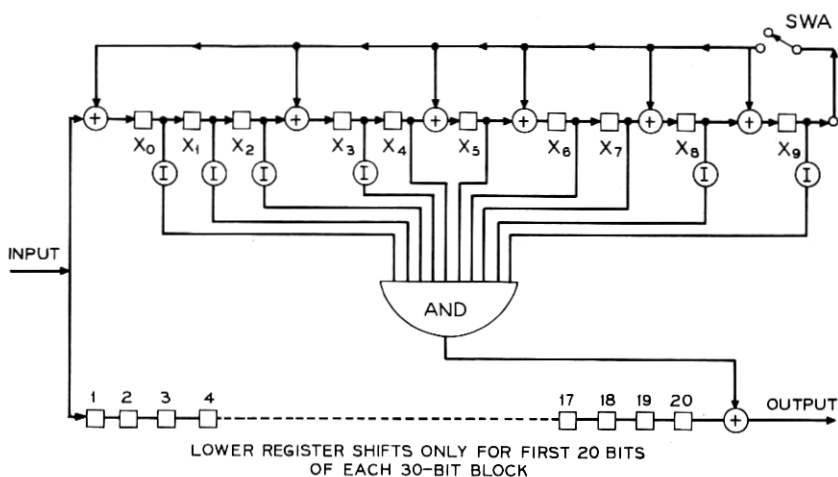 SWA
+ + + + + +
X0 X1 X2 X3 X4 X5 X6 X7 X8 X9
I I I I I I
INPUT
AND
1 2 3 4 17 18 19 20
+
OUTPUT
LOWER REGISTER SHIFTS ONLY FOR FIRST 20 BITS
OF EACH 30-BIT BLOCK